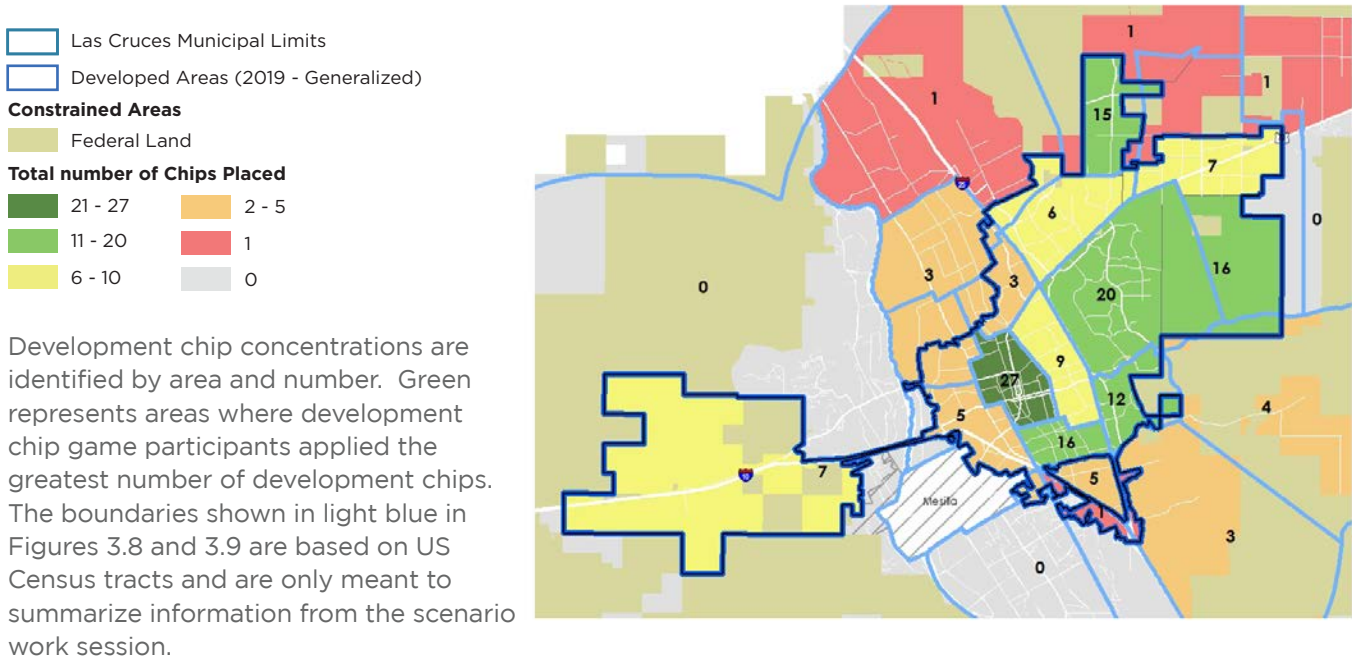 Las Cruces Municipal Limits
Developed Areas (2019 - Generalized)
Constrained Areas
Federal Land
Total number of Chips Placed
21 - 27
2 - 5
11 - 20
1
6 - 10
0
Development chip concentrations are
identified by area and number. Green
represents areas where development
chip game participants applied the
greatest number of development chips.
The boundaries shown in light blue in
Figures 3.8 and 3.9 are based on US
Census tracts and are only meant to
summarize information from the scenario
work session.
1
1
1
15
7
6
0
16
3
3
0
20
9
27
12
4
5
16
7
10
5
Mesilla
1
3
0